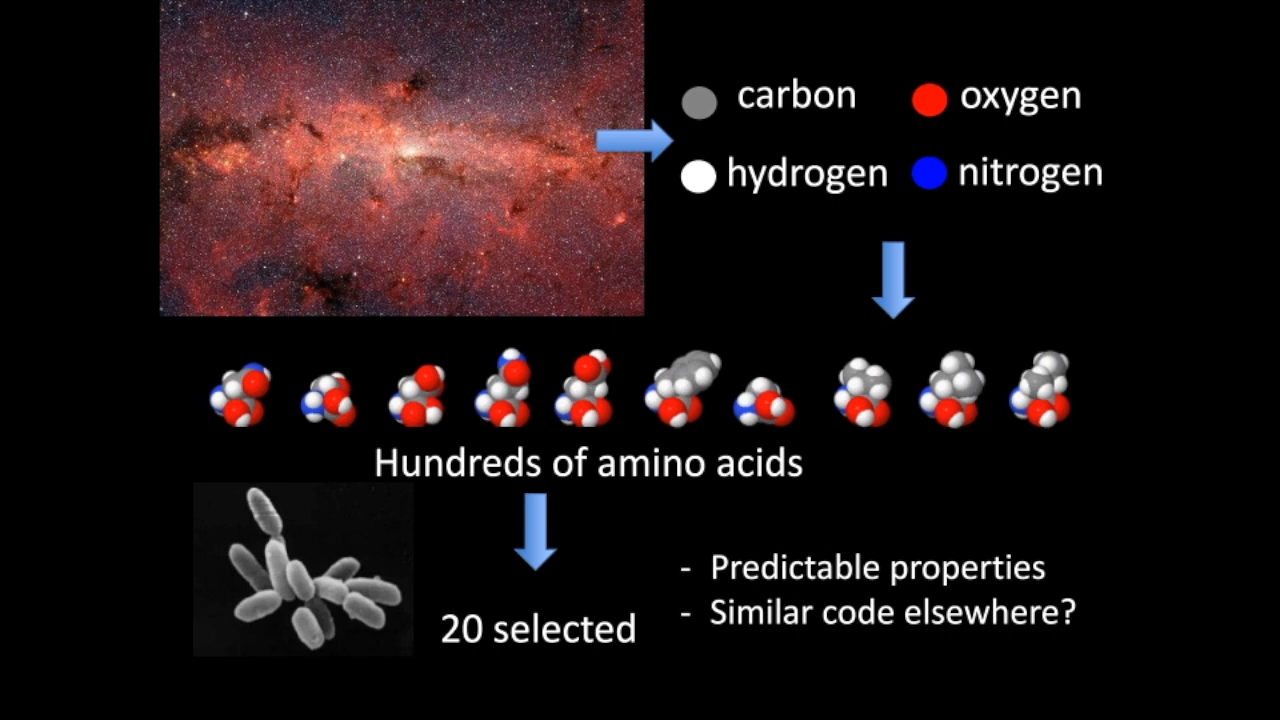 carbon
oxygen
hydrogen
nitrogen
Hundreds of amino acids
- Predictable properties
- Similar code elsewhere?
20 selected